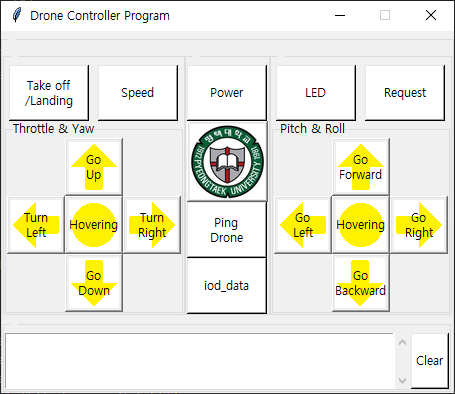 Drone Controller Program
Take off
/Landing
Speed
Power
LED
Request
Throttle & Yaw
Pitch & Roll
Go
Up
Turn
Left
Hovering
Turn
Right
Go
Down
평택대학교
1912 PYEONGTAEK UNIVERSITY 1981
Ping
Drone
iod_data
Go
Forward
Go
Left
Hovering
Go
Right
Go
Backward
Clear